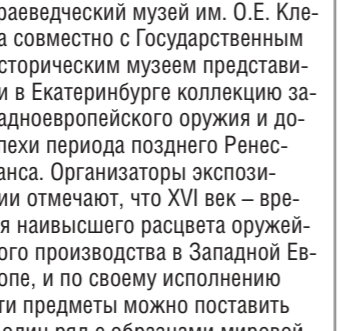 раеведческий музей им. О.Е. Кле-
а совместно с Государственным
сторическим музеем представи-
и в Екатеринбурге коллекцию за-
адноевропейского оружия и до-
пехи периода позднего Ренес-
анса. Организаторы экспози-
ии отмечают, что XVI век – вре-
я наивысшего расцвета оружей-
ого производства в Западной Ев-
опе, и по своему исполнению
ти предметы можно поставить
один ряд с образцами мировой